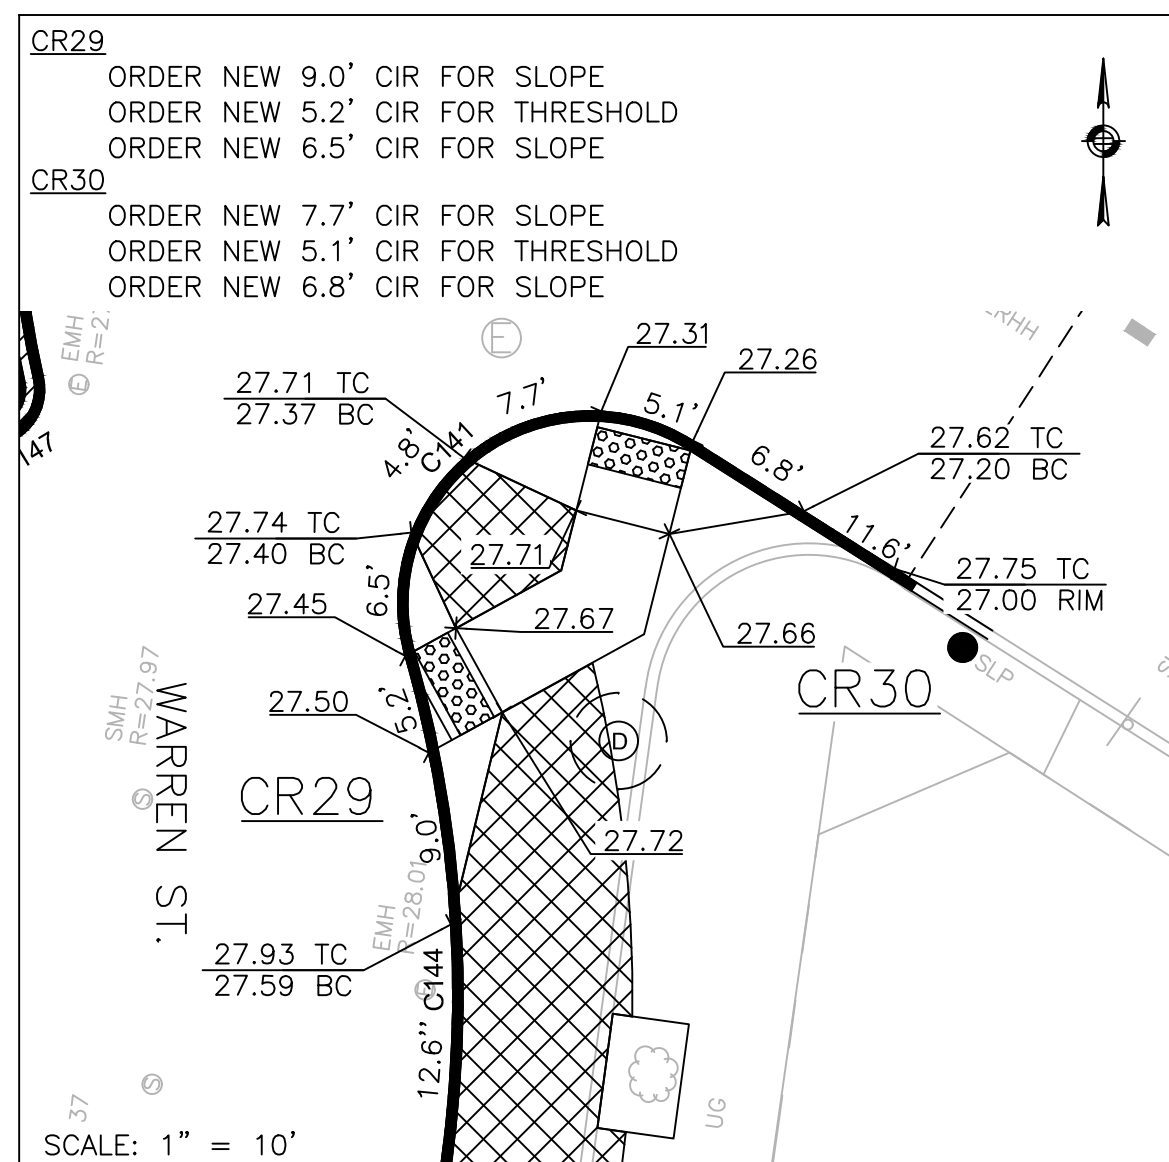 CR29
ORDER NEW 9.0' CIR FOR SLOPE
ORDER NEW 5.2' CIR FOR THRESHOLD
ORDER NEW 6.5' CIR FOR SLOPE
CR30
ORDER NEW 7.7' CIR FOR SLOPE
ORDER NEW 5.1' CIR FOR THRESHOLD
ORDER NEW 6.8' CIR FOR SLOPE
EMH
E
E
27.31
27.26
27.71 TC
27.37 BC
7.7'
5.1'
4.8'
C141
6.8'
27.62 TC
27.20 BC
147
27.74 TC
27.40 BC
27.71
11.6'
27.75 TC
27.00 RIM
6.5'
27.45
27.67
27.66
SLP
SMH
R=27.97
WARREN ST.
S
27.50
5.2'
D
CR30
CR29
9.0'
27.72
EMH
R=28.01
27.93 TC
27.59 BC
C144
12.6"
S
37
UG
SCALE: 1" = 10'